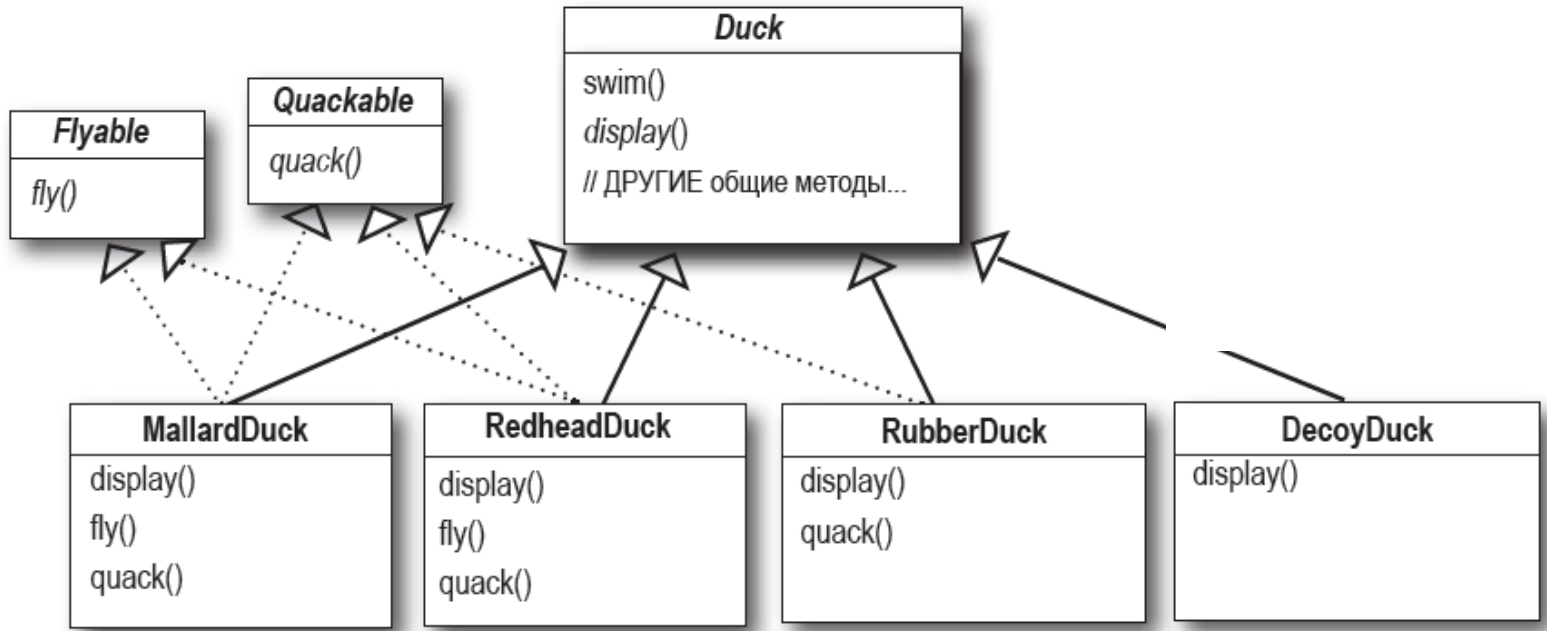 Flyable
fly()
Quackable
quack()
Duck
swim()
display()
// ДРУГИЕ общие методы...
MallardDuck
display()
fly()
quack()
RedheadDuck
display()
fly()
quack()
RubberDuck
display()
quack()
DecoyDuck
display()